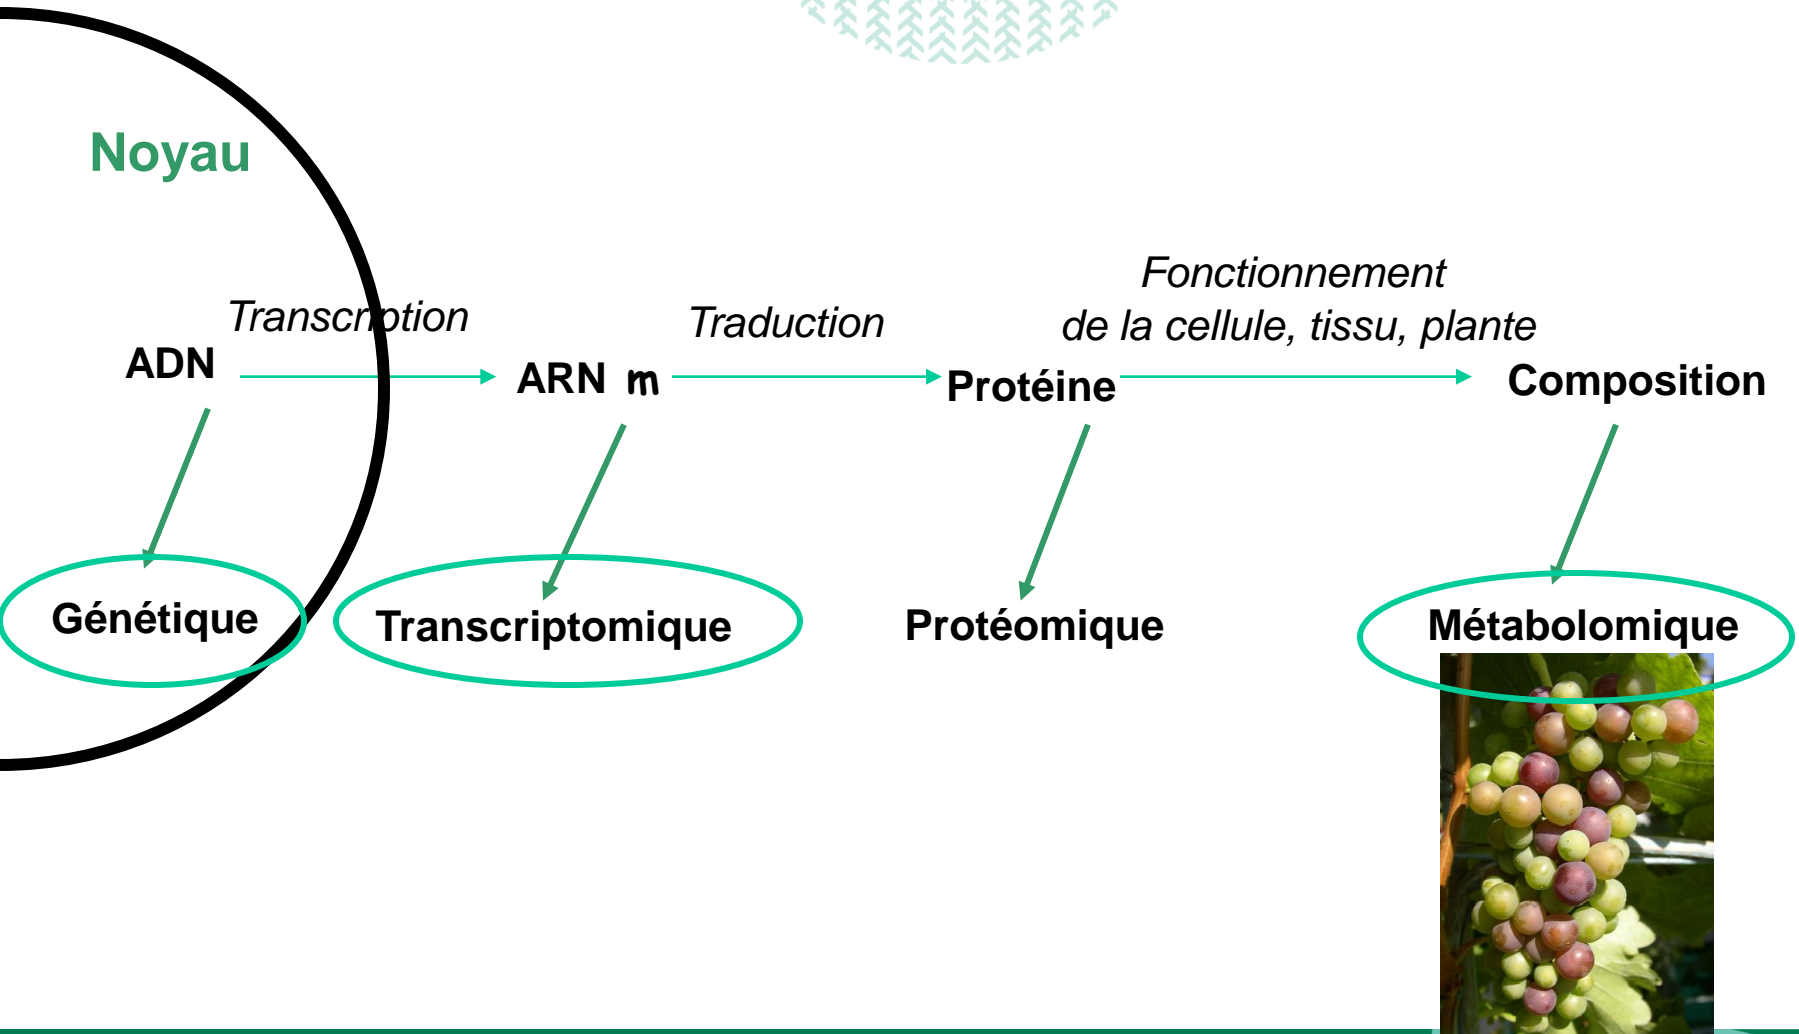 Noyau
Fonctionnement
de la cellule, tissu, plante
Transcription
Traduction
ADN
ARN m
Protéine
Composition
Génétique
Transcriptomique
Protéomique
Métabolomique